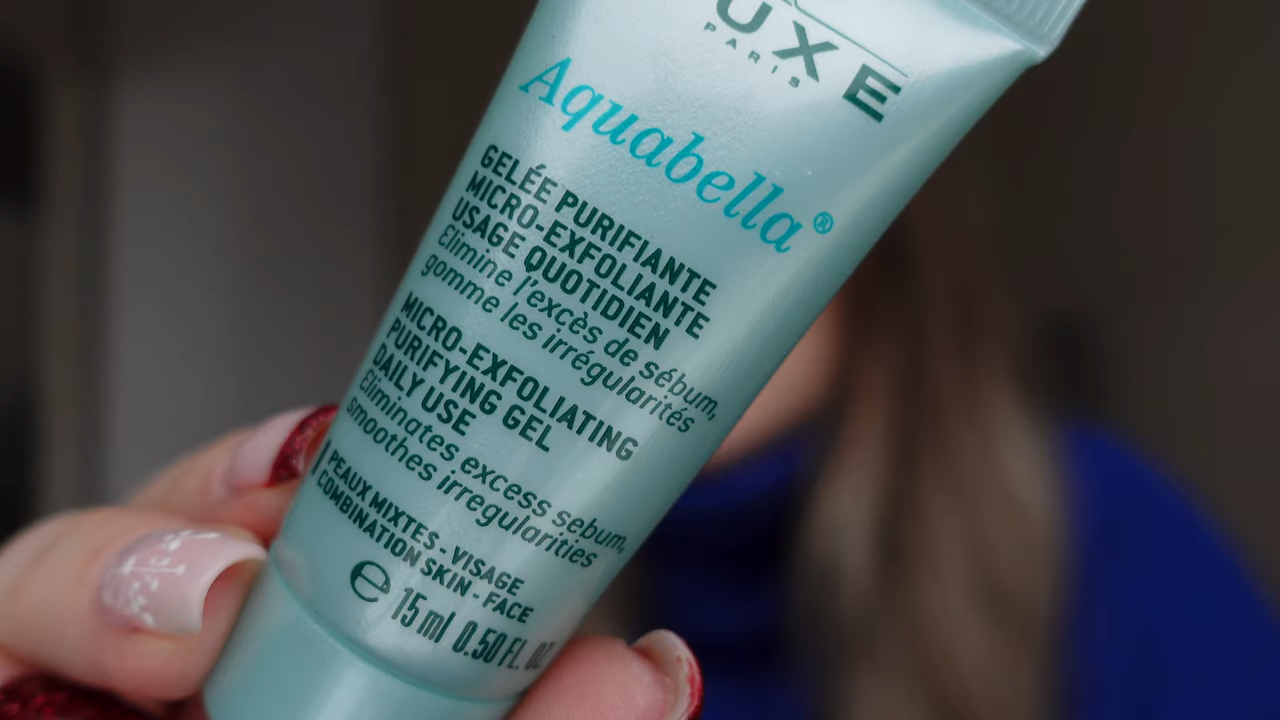 UXE
PARIS
Aquabella®
GELÉE PURIFIANTE
MICRO-EXFOLIANTE
USAGE QUOTIDIEN
Élimine l'excès de sébum,
gomme les irrégularités
MICRO-EXFOLIATING
PURIFYING GEL
DAILY USE
Eliminates excess sebum,
smoothes irregularities
PEAUX MIXTES - VISAGE
COMBINATION SKIN - FACE
℮ 15 ml 0.50 FL. OZ.